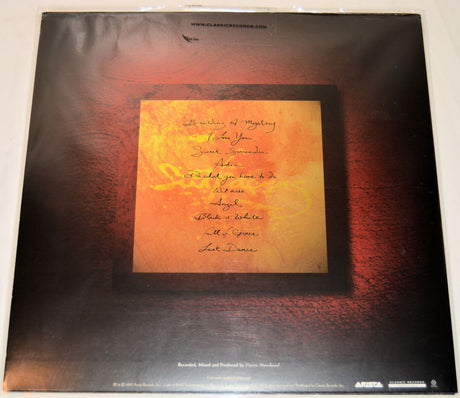 WWW.CLASSICRECORDS.COM
Building A Mystery
I Love You
Sweet Surrender
Adia
Do what you have to do
Witness
Angel
Black & White
Full of Grace
Last Dance
Recorded, Mixed and Produced by Pierre Marchand
ARISTA
CLASSIC RECORDS